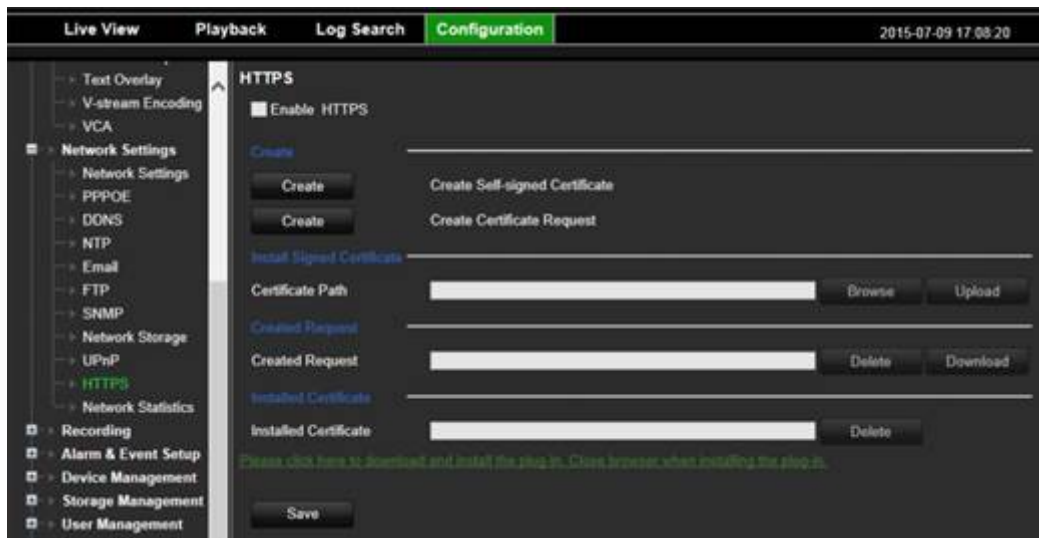 Live View Playback Log Search Configuration 2015-07-09 17:08:20
Text Overlay
V-stream Encoding
VCA
Network Settings
Network Settings
PPPOE
DDNS
NTP
Email
FTP
SNMP
Network Storage
UPnP
HTTPS
Network Statistics
Recording
Alarm & Event Setup
Device Management
Storage Management
User Management
HTTPS
Enable HTTPS
Create
Create Create Self-signed Certificate
Create Create Certificate Request
Install Signed Certificate
Certificate Path Browse Upload
Created Request
Created Request Delete Download
Installed Certificate
Installed Certificate Delete
Please click here to download and install the plug-in. Close browser when installing the plug-in.
Save